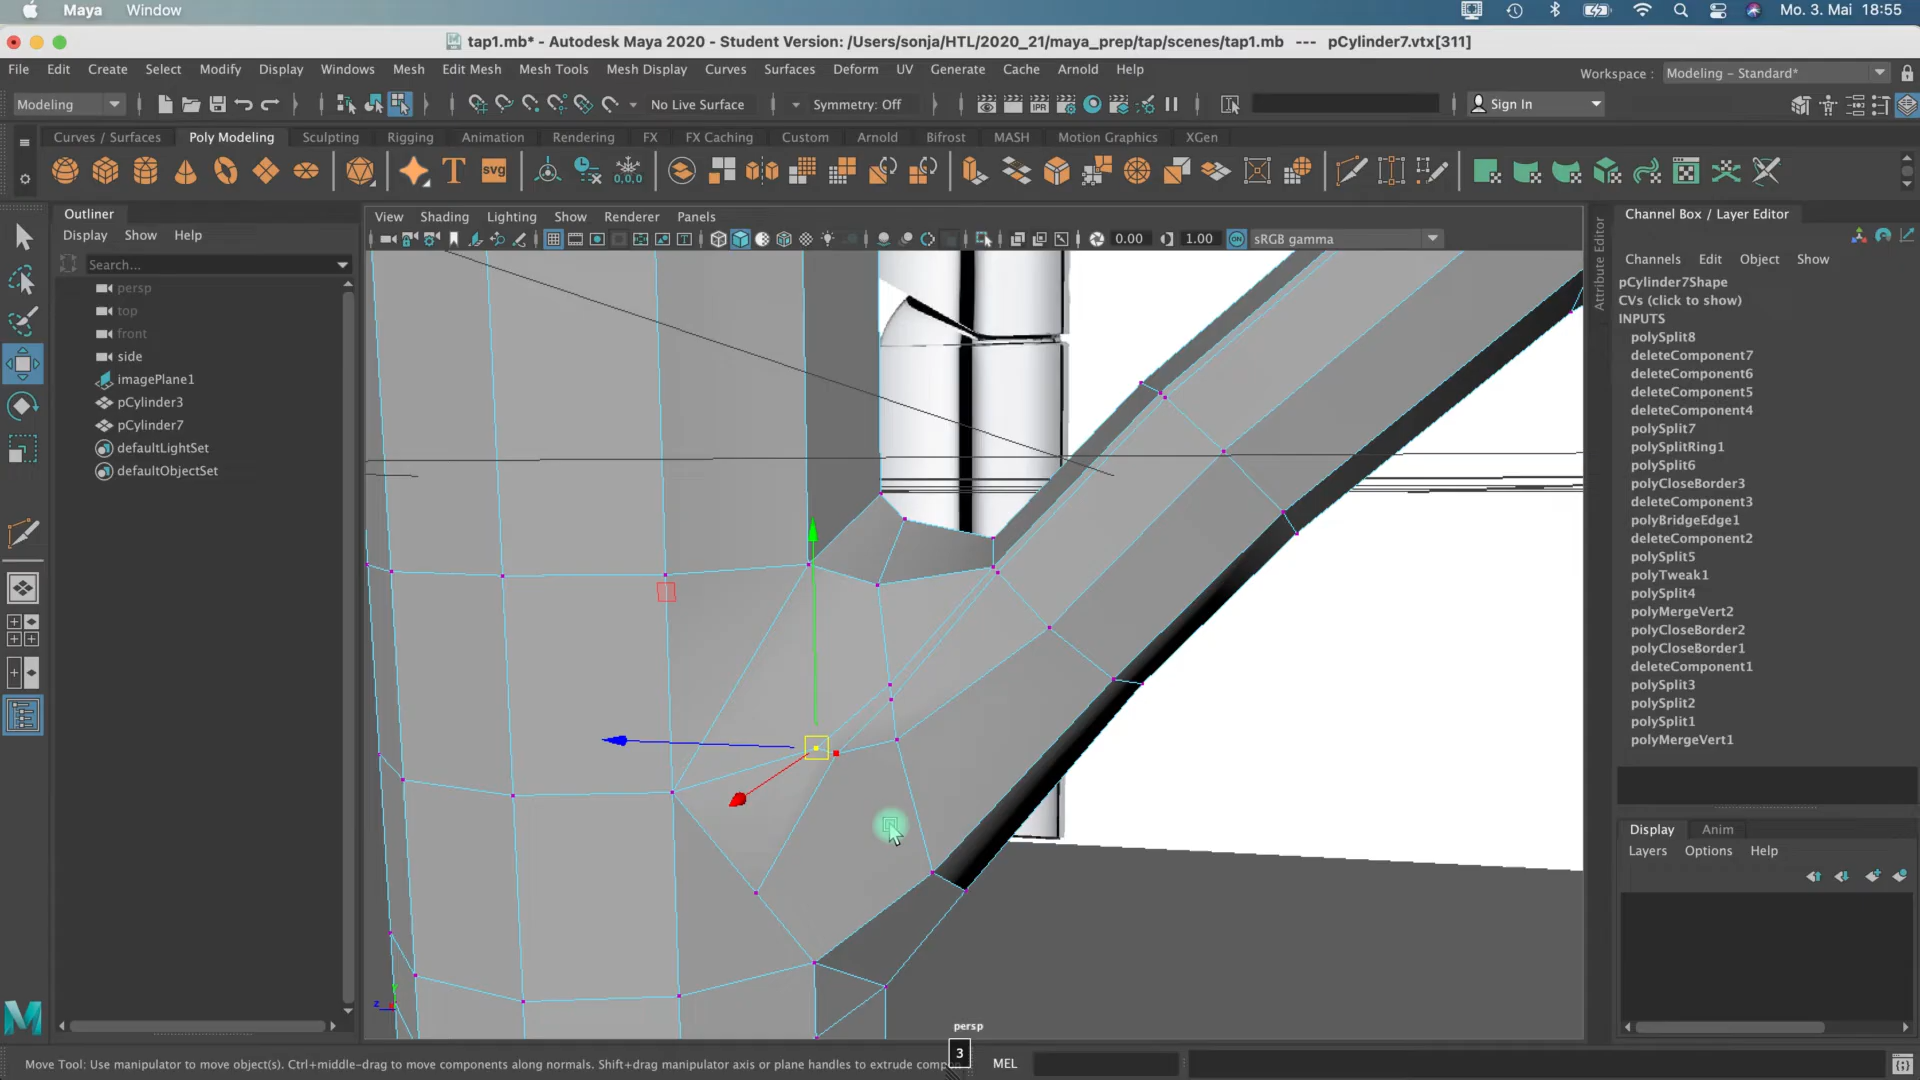 Maya Window
Mo. 3. Mai 18:55
tap1.mb* - Autodesk Maya 2020 - Student Version: /Users/sonja/HTL/2020_21/maya_prep/tap/scenes/tap1.mb --- pCylinder7.vtx[311]
File Edit Create Select Modify Display Windows Mesh Edit Mesh Mesh Tools Mesh Display Curves Surfaces Deform UV Generate Cache Arnold Help
Workspace : Modeling - Standard*
Modeling No Live Surface Symmetry: Off IPR Sign In
Curves / Surfaces Poly Modeling Sculpting Rigging Animation Rendering FX FX Caching Custom Arnold Bifrost MASH Motion Graphics XGen
T SVG 0,0,0
Outliner
Display Show Help
Search...
persp
top
front
side
imagePlane1
pCylinder3
pCylinder7
defaultLightSet
defaultObjectSet
View Shading Lighting Show Renderer Panels
0.00 1.00 ON sRGB gamma
Y
Z
persp
Attribute Editor
Channel Box / Layer Editor
Channels Edit Object Show
pCylinder7Shape
CVs (click to show)
INPUTS
polySplit8
deleteComponent7
deleteComponent6
deleteComponent5
deleteComponent4
polySplit7
polySplitRing1
polySplit6
polyCloseBorder3
deleteComponent3
polyBridgeEdge1
deleteComponent2
polySplit5
polyTweak1
polySplit4
polyMergeVert2
polyCloseBorder2
polyCloseBorder1
deleteComponent1
polySplit3
polySplit2
polySplit1
polyMergeVert1
Display Anim
Layers Options Help
Move Tool: Use manipulator to move object(s). Ctrl+middle-drag to move components along normals. Shift+drag manipulator axis or plane handles to extrude comp
3
MEL